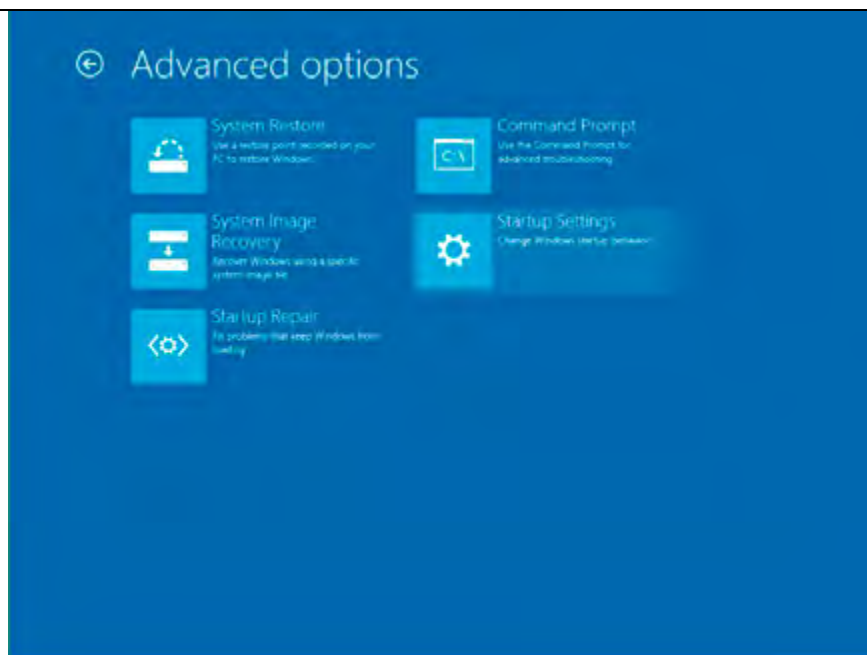 Advanced options
System Restore
Use a restore point recorded on your
PC to restore Windows.
System Image
Recovery
Recover Windows using a specific
system image file.
Startup Repair
Fix problems that keep Windows from
loading
C:\
Command Prompt
Use the Command Prompt for
advanced troubleshooting
Startup Settings
Change Windows startup behavior